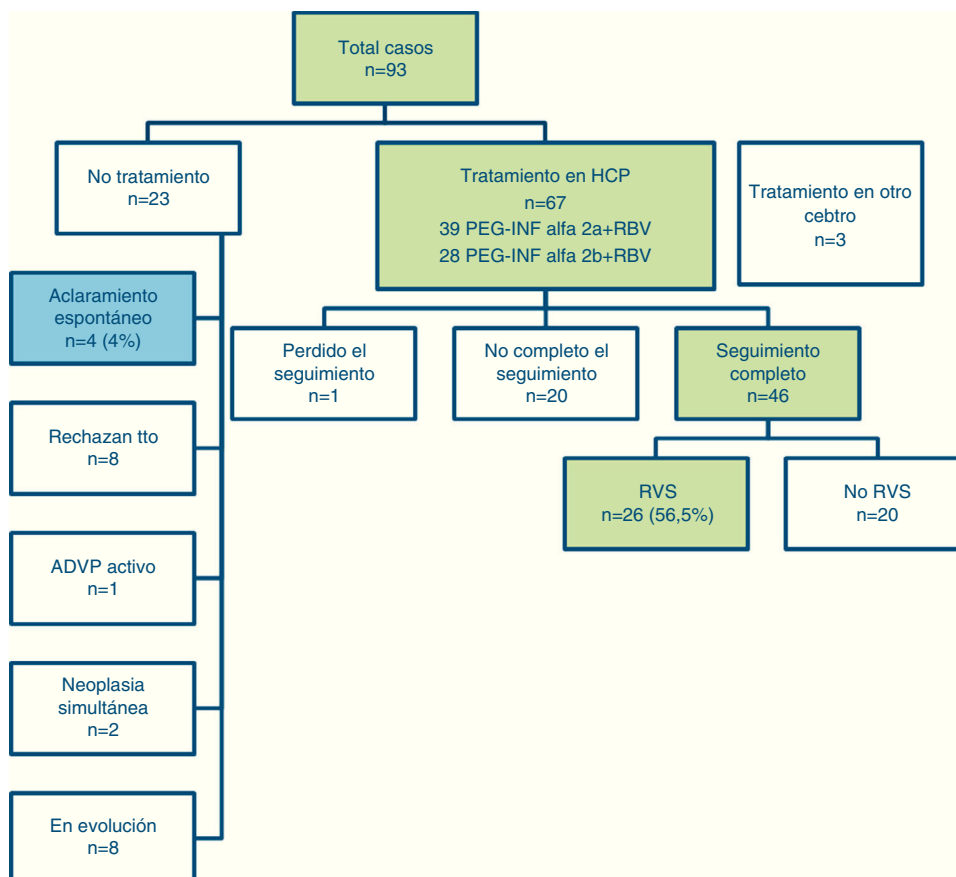 Total casos
n=93
No tratamiento
n=23
Tratamiento en HCP
n=67
39 PEG-INF alfa 2a+RBV
28 PEG-INF alfa 2b+RBV
Tratamiento en otro
cebtro
n=3
Aclaramiento
espontáneo
n=4 (4%)
Perdido el
seguimiento
n=1
No completo el
seguimiento
n=20
Seguimiento
completo
n=46
Rechazan tto
n=8
RVS
n=26 (56,5%)
No RVS
n=20
ADVP activo
n=1
Neoplasia
simultánea
n=2
En evolución
n=8